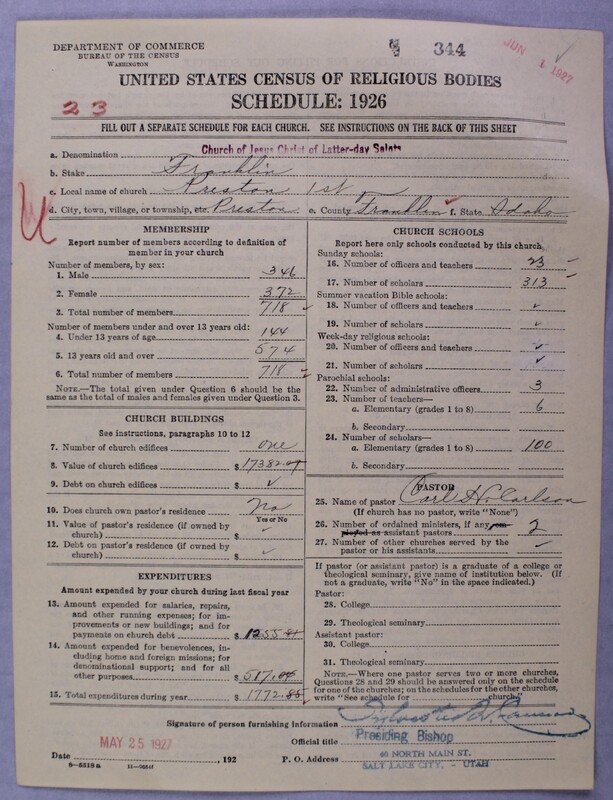 DEPARTMENT OF COMMERCE
BUREAU OF THE CENSUS
WASHINGTON
344
JUN 1 1927
UNITED STATES CENSUS OF RELIGIOUS BODIES
23
SCHEDULE: 1926
FILL OUT A SEPARATE SCHEDULE FOR EACH CHURCH. SEE INSTRUCTIONS ON THE BACK OF THIS SHEET
a. Denomination Church of Jesus Christ of Latter-day Saints
b. Stake Franklin
c. Local name of church Preston 1st
d. City, town, village, or township, etc. Preston e. County Franklin f. State Idaho
MEMBERSHIP
Report number of members according to definition of
member in your church
Number of members, by sex:
1. Male 346
2. Female 372
3. Total number of members 718
Number of members under and over 13 years old:
4. Under 13 years of age 144
5. 13 years old and over 574
6. Total number of members 718
NOTE.—The total given under Question 6 should be
same as the total of males and females given under Question 3.
CHURCH BUILDINGS
See instructions, paragraphs 10 to 12
7. Number of church edifices one
8. Value of church edifices $
9. Debt on church edifices $ ✓
10. Does church own pastor's residence No
Yes or No
11. Value of pastor's residence (if owned by
church) $
12. Debt on pastor's residence (if owned by
church) $
EXPENDITURES
Amount expended by your church during last fiscal year
13. Amount expended for salaries, repairs,
and other running expenses; for im-
provements or new buildings; and for
payments on church debt $ 1255
14. Amount expended for benevolences, in-
cluding home and foreign missions; for
denominational support; and for all
other purposes $ 517.04
15. Total expenditures during year $ 1772.85
CHURCH SCHOOLS
Report here only schools conducted by this church
Sunday schools:
16. Number of officers and teachers 23
17. Number of scholars 313
Summer vacation Bible schools:
18. Number of officers and teachers ✓
19. Number of scholars ✓
Week-day religious schools:
20. Number of officers and teachers ✓
21. Number of scholars ✓
Parochial schools:
22. Number of administrative officers 3
23. Number of teachers—
a. Elementary (grades 1 to 8) 6
b. Secondary
24. Number of scholars—
a. Elementary (grades 1 to 8) 100
b. Secondary
PASTOR
25. Name of pastor Carl Carlson
(If church has no pastor, write "None")
26. Number of ordained ministers, if any em-
ployed as assistant pastors 2
27. Number of other churches served by the
pastor or his assistants
If pastor (or assistant pastor) is a graduate of a college or
theological seminary, give name of institution below. (If
not a graduate, write "No" in the space indicated.)
Pastor:
28. College
29. Theological seminary
Assistant pastor:
30. College
31. Theological seminary
NOTE.—Where one pastor serves two or more churches,
Questions 28 and 29 should be answered only on the schedule
for one of the churches; on the schedules for the other churches,
write "See schedule for church."
Signature of person furnishing information Sylvester Q. Cannon
Official title Presiding Bishop
MAY 25 1927
Date , 192 P. O. Address 40 NORTH MAIN ST.
SALT LAKE CITY, - UTAH